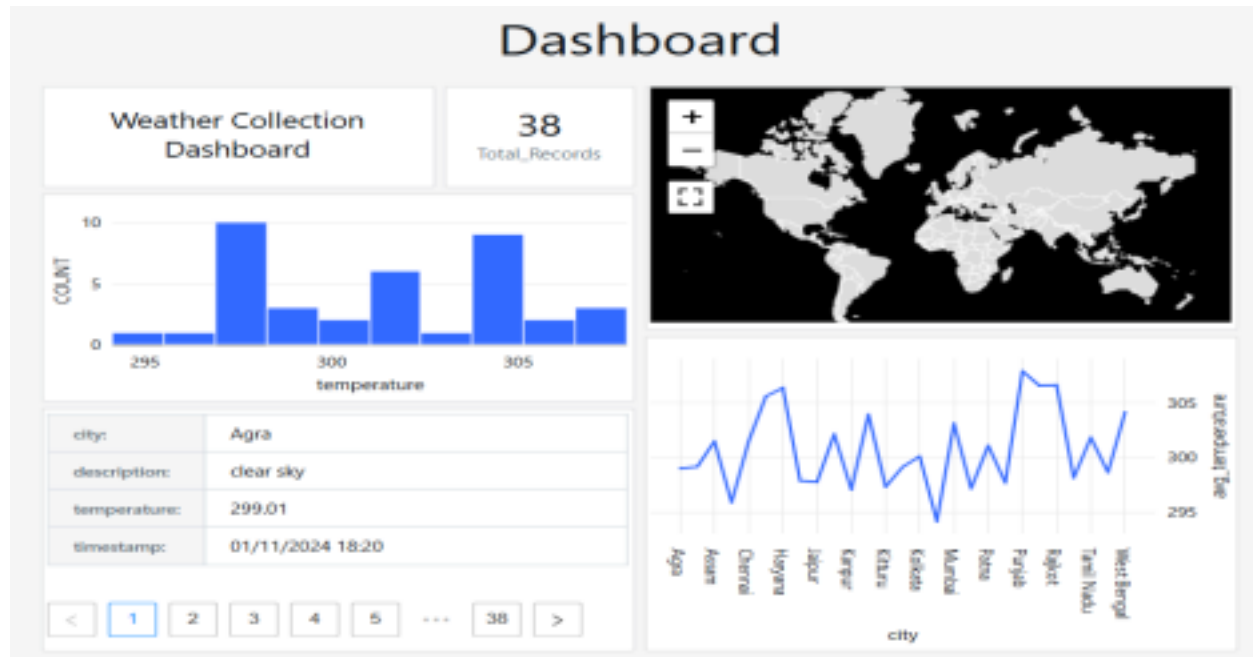 Dashboard
Weather Collection
Dashboard
38
Total_Records
+
−
10
5
0
COUNT
295
300
305
temperature
city:
Agra
description:
clear sky
temperature:
299.01
timestamp:
01/11/2024 18:20
<
1
2
3
4
5
···
38
>
305
300
295
avg_temperature
Agra
Assam
Chennai
Haryana
Jaipur
Kanpur
Kolkata
Mumbai
Patna
Punjab
Rajkot
Tamil Nadu
West Bengal
city